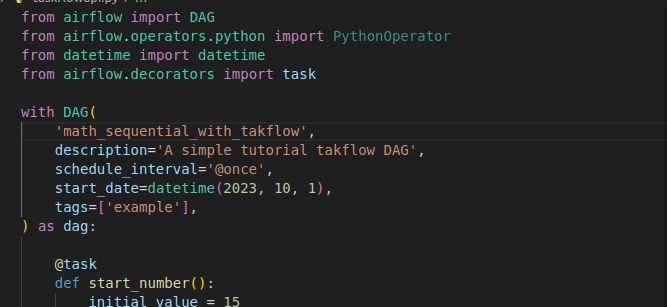 from airflow import DAG
from airflow.operators.python import PythonOperator
from datetime import datetime
from airflow.decorators import task
with DAG(
    'math_sequential_with_takflow',
    description='A simple tutorial takflow DAG',
    schedule_interval='@once',
    start_date=datetime(2023, 10, 1),
    tags=['example'],
) as dag:
    @task
    def start_number():
        initial_value = 15